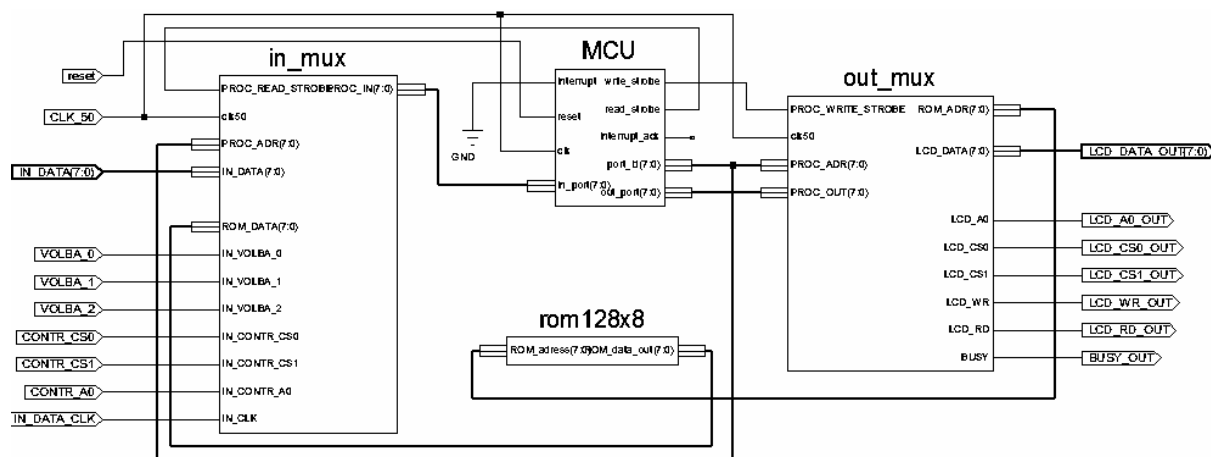 in_mux
MCU
out_mux
rom128x8
reset
CLK_50
IN_DATA(7:0)
VOLBA_0
VOLBA_1
VOLBA_2
CONTR_CS0
CONTR_CS1
CONTR_A0
IN_DATA_CLK
PROC_READ_STROBE PROC_IN(7:0)
clk50
PROC_ADR(7:0)
IN_DATA(7:0)
ROM_DATA(7:0)
IN_VOLBA_0
IN_VOLBA_1
IN_VOLBA_2
IN_CONTR_CS0
IN_CONTR_CS1
IN_CONTR_A0
IN_CLK
GND
interrupt write_strobe
read_strobe
reset
interrupt_ack
clk
port_id(7:0)
in_port(7:0)
out_port(7:0)
ROM_adress(7:0) ROM_data_out(7:0)
PROC_WRITE_STROBE ROM_ADR(7:0)
clk50
LCD_DATA(7:0)
PROC_ADR(7:0)
PROC_OUT(7:0)
LCD_A0
LCD_CS0
LCD_CS1
LCD_WR
LCD_RD
BUSY
LCD_DATA_OUT(7:0)
LCD_A0_OUT
LCD_CS0_OUT
LCD_CS1_OUT
LCD_WR_OUT
LCD_RD_OUT
BUSY_OUT